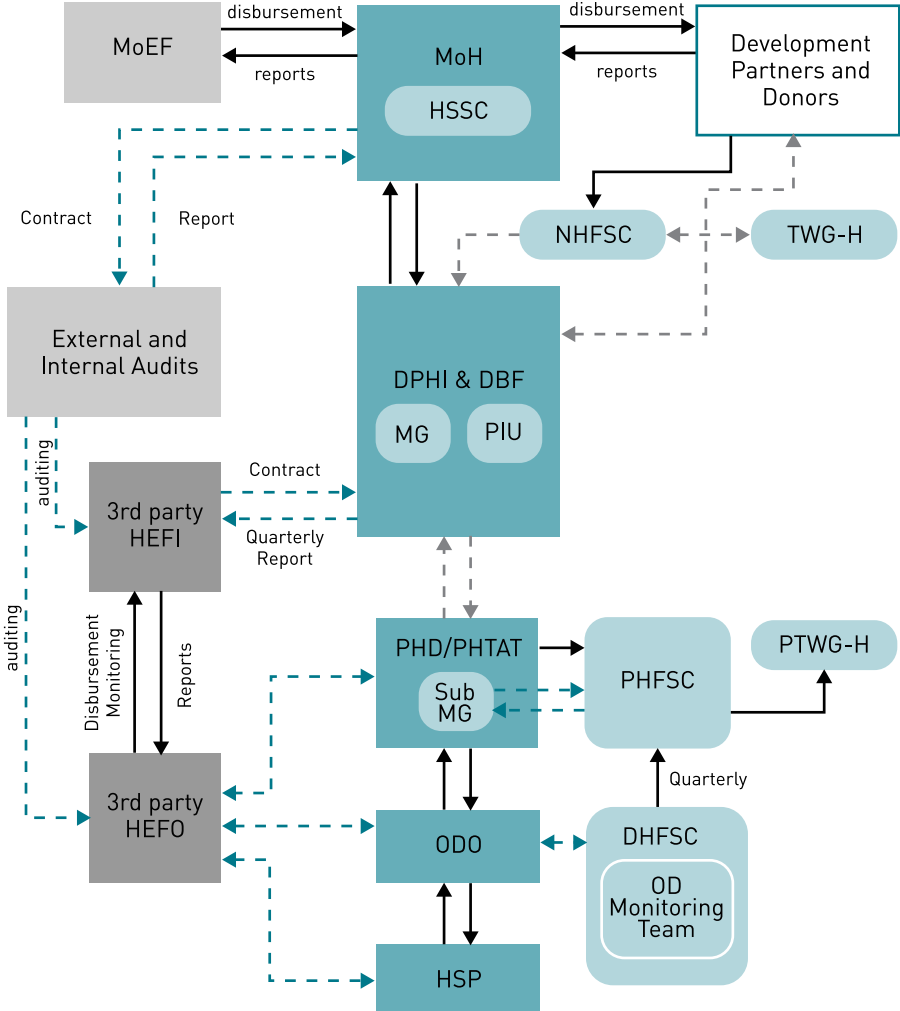 disbursement
disbursement
MoEF
MoH
Development
Partners and
Donors
reports
reports
HSSC
Contract
Report
NHFSC
TWG-H
External and
Internal Audits
DPHI & DBF
MG
PIU
auditing
Contract
3rd party
HEFI
Quarterly
Report
auditing
Disbursement
Monitoring
Reports
PHD/PHTAT
Sub
MG
PHFSC
PTWG-H
Quarterly
3rd party
HEFO
ODO
DHFSC
OD
Monitoring
Team
HSP